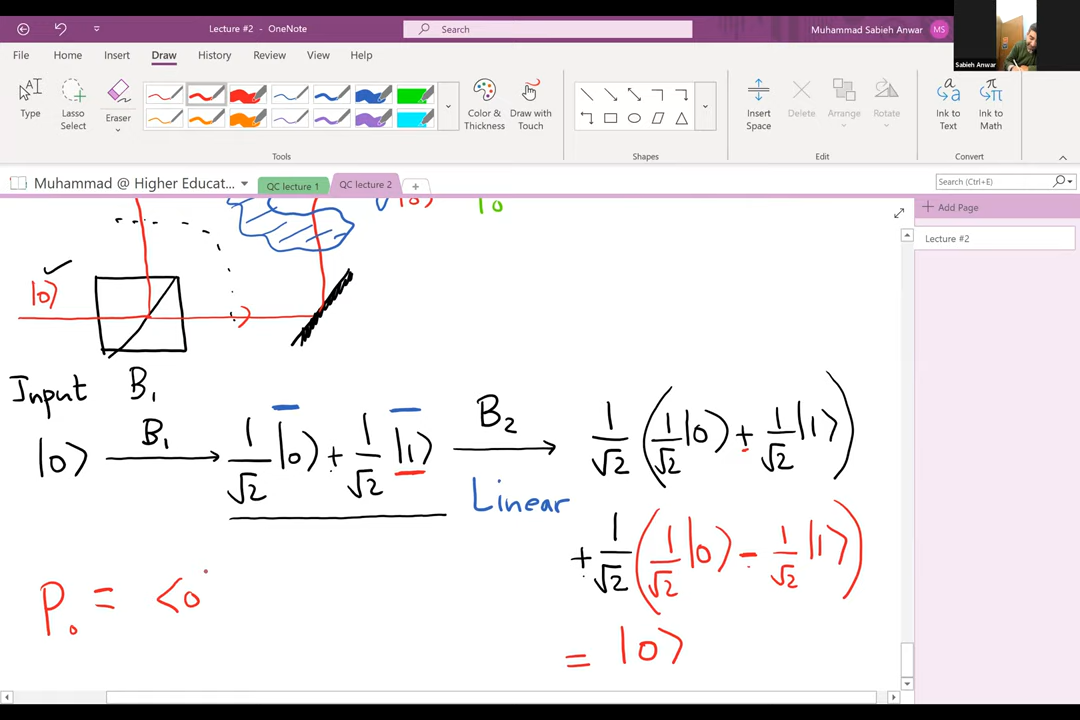 Lecture #2 - OneNote
Search
Muhammad Sabieh Anwar
MS
Sabieh Anwar
File Home Insert Draw History Review View Help
Type
Lasso Select
Eraser
Color & Thickness
Draw with Touch
Insert Space
Delete
Arrange
Rotate
Ink to Text
Ink to Math
Tools
Shapes
Edit
Convert
Muhammad @ Higher Educat...
QC lecture 1
QC lecture 2
Search (Ctrl+E)
Add Page
Lecture #2
|0⟩
Input B₁
|0⟩ B₁→ 1/√2 |0⟩ + 1/√2 |1⟩ B₂→ 1/√2 (1/√2 |0⟩ + 1/√2 |1⟩)
Linear
+ 1/√2 (1/√2 |0⟩ - 1/√2 |1⟩)
P₀ = <0
= |0⟩